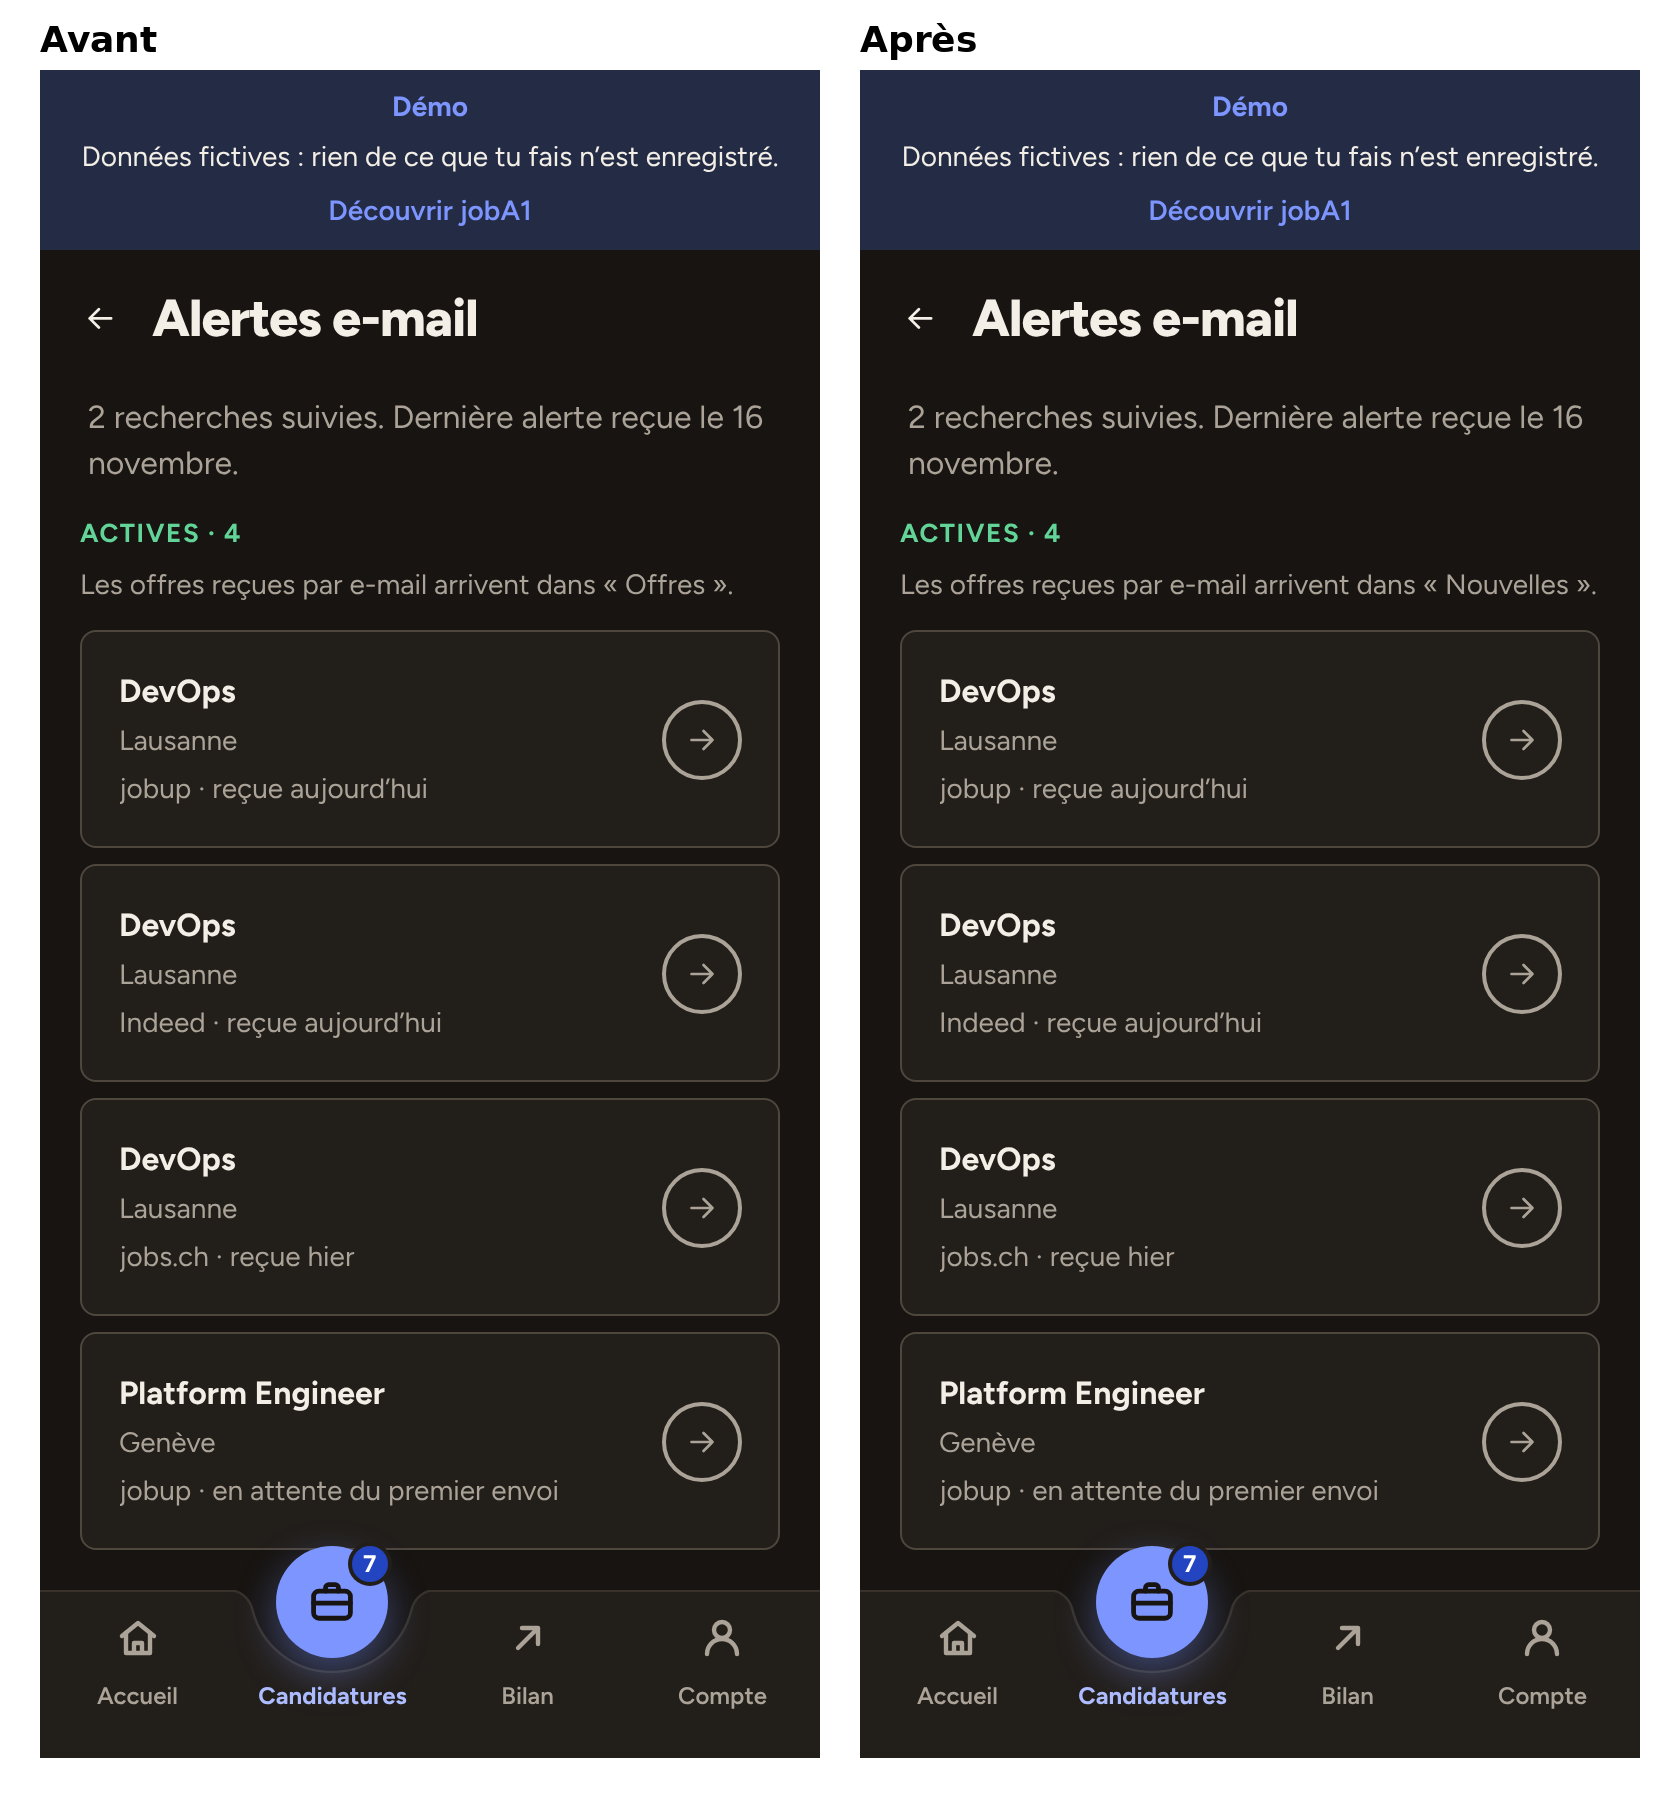 Avant
Démo
Données fictives : rien de ce que tu fais n’est enregistré.
Découvrir jobA1
Alertes e-mail
2 recherches suivies. Dernière alerte reçue le 16
novembre.
ACTIVES · 4
Les offres reçues par e-mail arrivent dans « Offres ».
DevOps
Lausanne
jobup · reçue aujourd’hui
DevOps
Lausanne
Indeed · reçue aujourd’hui
DevOps
Lausanne
jobs.ch · reçue hier
Platform Engineer
Genève
jobup · en attente du premier envoi
7
Accueil
Candidatures
Bilan
Compte
Après
Démo
Données fictives : rien de ce que tu fais n’est enregistré.
Découvrir jobA1
Alertes e-mail
2 recherches suivies. Dernière alerte reçue le 16
novembre.
ACTIVES · 4
Les offres reçues par e-mail arrivent dans « Nouvelles ».
DevOps
Lausanne
jobup · reçue aujourd’hui
DevOps
Lausanne
Indeed · reçue aujourd’hui
DevOps
Lausanne
jobs.ch · reçue hier
Platform Engineer
Genève
jobup · en attente du premier envoi
7
Accueil
Candidatures
Bilan
Compte